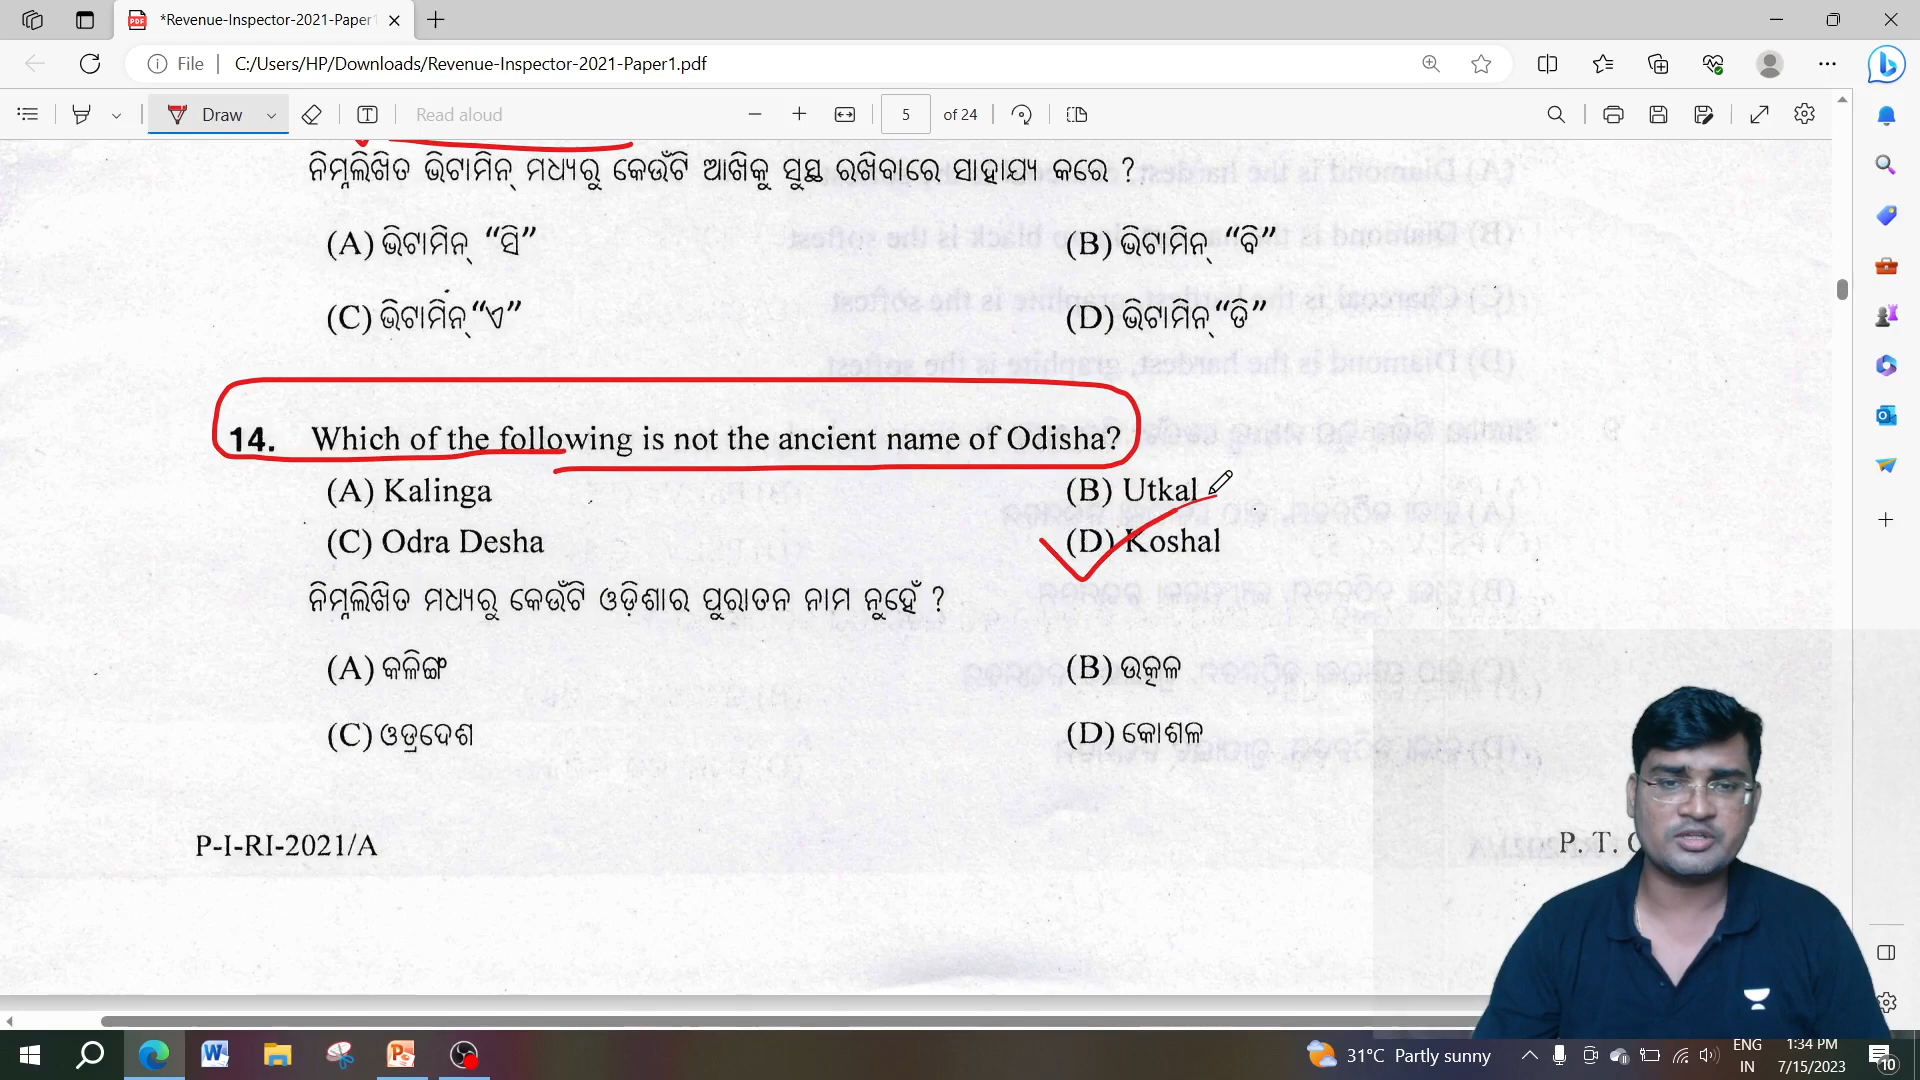 *Revenue-Inspector-2021-Paper1
File
C:/Users/HP/Downloads/Revenue-Inspector-2021-Paper1.pdf
Draw
Read aloud
5
of 24
ନିମ୍ନଲିଖିତ ଭିଟାମିନ୍ ମଧ୍ୟରୁ କେଉଁଟି ଆଖିକୁ ସୁସ୍ଥ ରଖିବାରେ ସାହାଯ୍ୟ କରେ ?
(A) ଭିଟାମିନ୍ “ସି”
(B) ଭିଟାମିନ୍ “ବି”
(C) ଭିଟାମିନ୍ “ଏ”
(D) ଭିଟାମିନ୍ “ଡି”
14. Which of the following is not the ancient name of Odisha?
(A) Kalinga
(B) Utkal
(C) Odra Desha
(D) Koshal
ନିମ୍ନଲିଖିତ ମଧ୍ୟରୁ କେଉଁଟି ଓଡ଼ିଶାର ପୁରାତନ ନାମ ନୁହେଁ ?
(A) କଳିଙ୍ଗ
(B) ଉତ୍କଳ
(C) ଓଡ୍ରଦେଶ
(D) କୋଶଳ
P-I-RI-2021/A
P. T.
31°C Partly sunny
ENG
IN
1:34 PM
7/15/2023
10